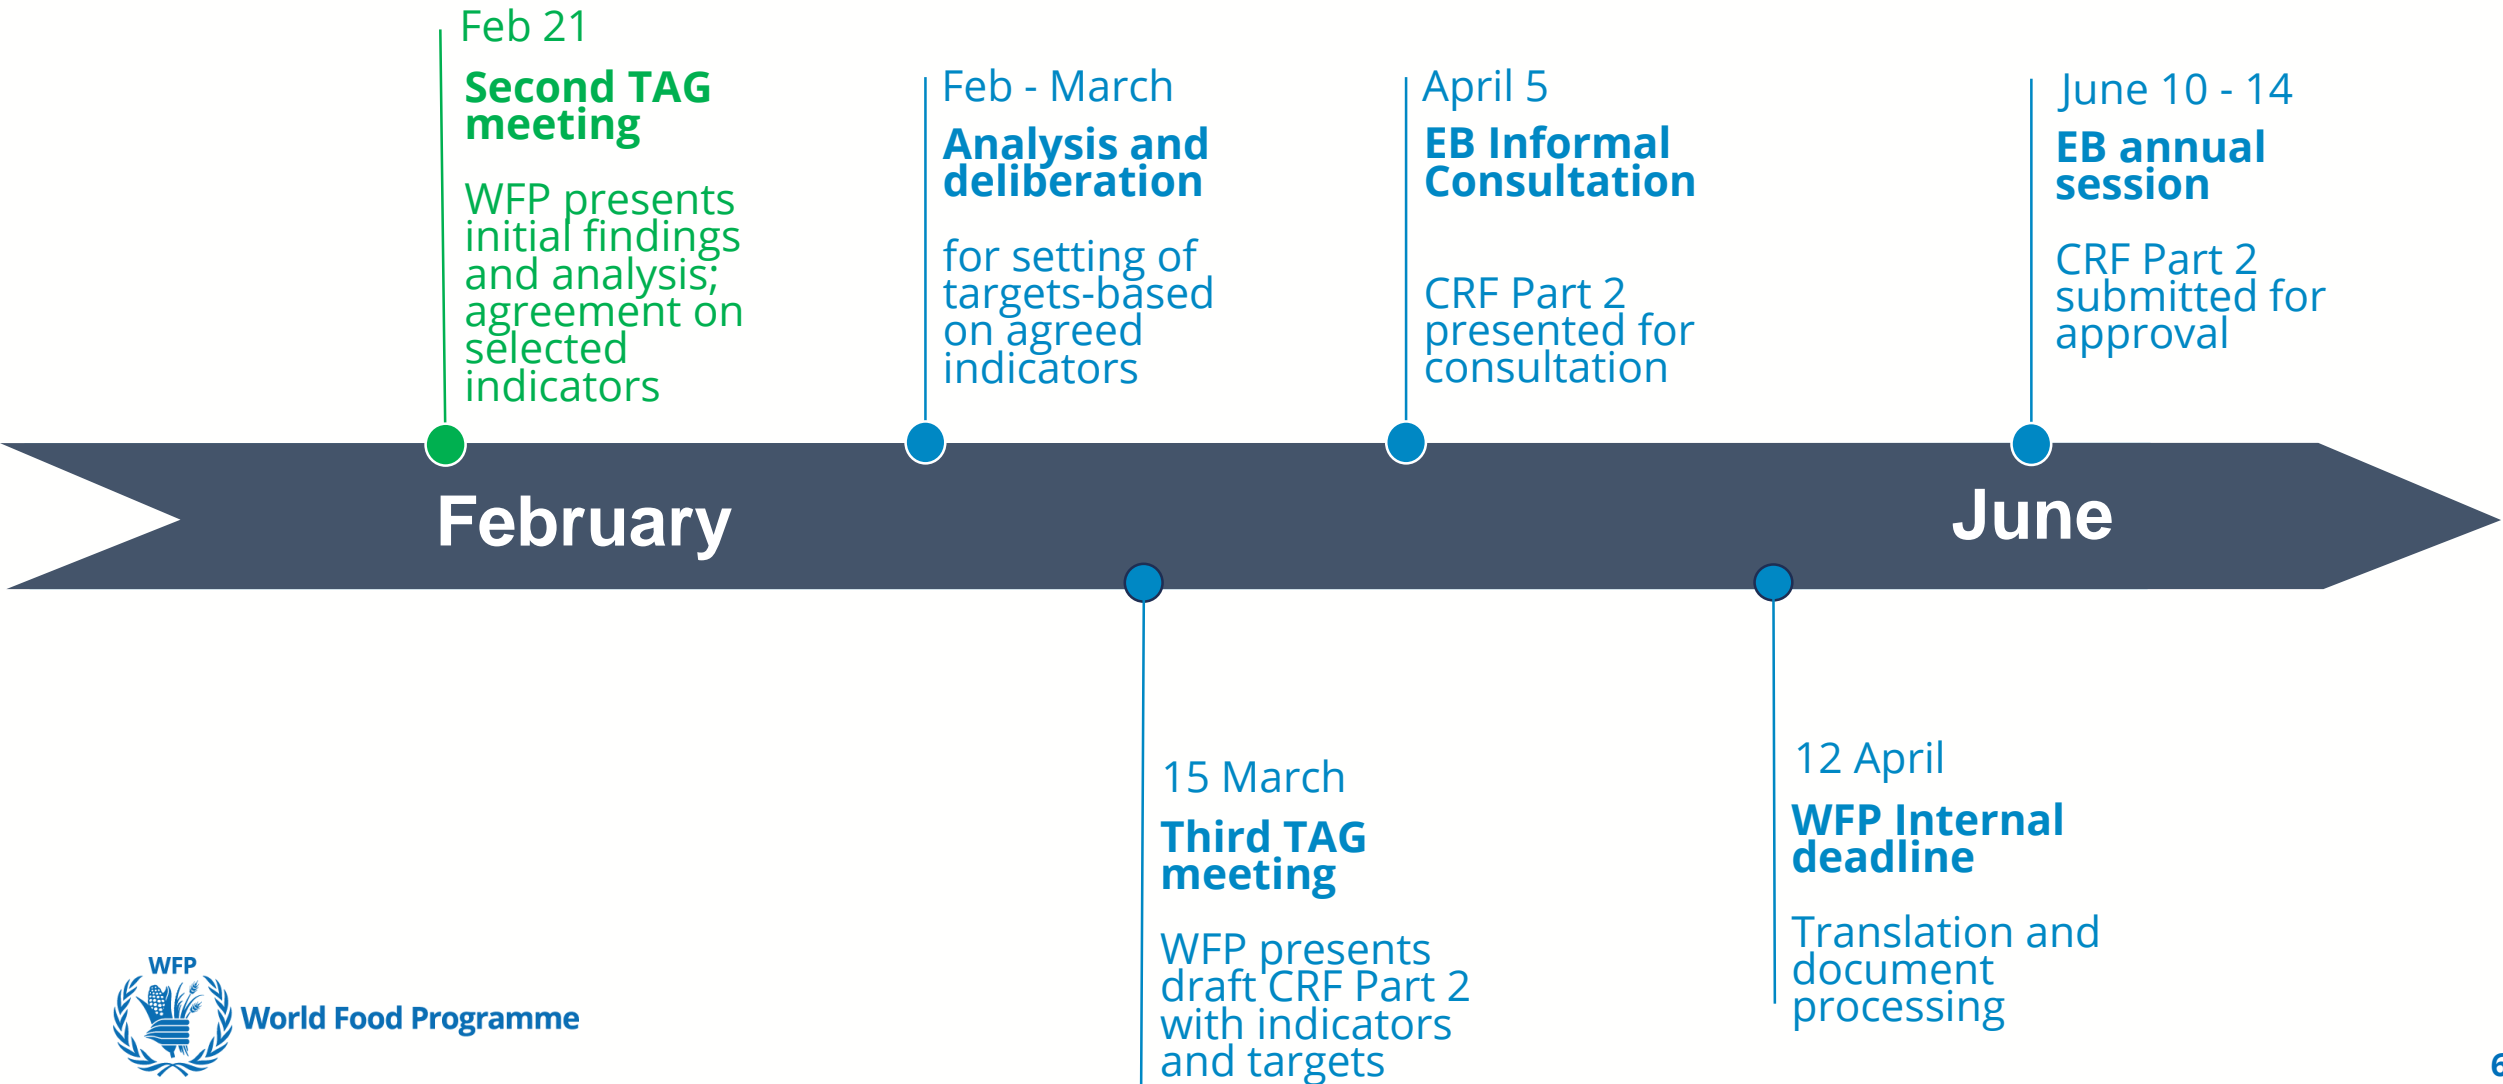 Feb 21
Second TAG
meeting
WFP presents
initial findings
and analysis;
agreement on
selected
indicators
Feb - March
Analysis and
deliberation
for setting of
targets-based
on agreed
indicators
April 5
EB Informal
Consultation
CRF Part 2
presented for
consultation
June 10 - 14
EB annual
session
CRF Part 2
submitted for
approval
February
June
15 March
Third TAG
meeting
WFP presents
draft CRF Part 2
with indicators
and targets
12 April
WFP Internal
deadline
Translation and
document
processing
WFP
World Food Programme
6